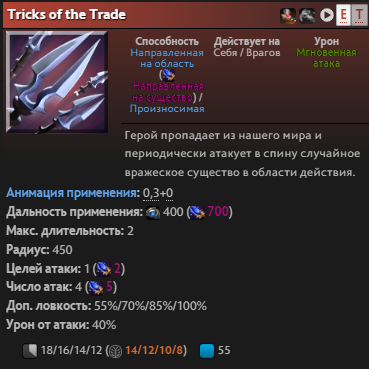 Tricks of the Trade
E T
Способность
Направленная
на область
(Направленная
на существо) /
Произносимая
Действует на
Себя / Врагов
Урон
Мгновенная
атака
Герой пропадает из нашего мира и
периодически атакует в спину случайное
вражеское существо в области действия.
Анимация применения: 0,3+0
Дальность применения: 400 (700)
Макс. длительность: 2
Радиус: 450
Целей атаки: 1 (2)
Число атак: 4 (5)
Доп. ловкость: 55%/70%/85%/100%
Урон от атаки: 40%
18/16/14/12 (14/12/10/8) 55